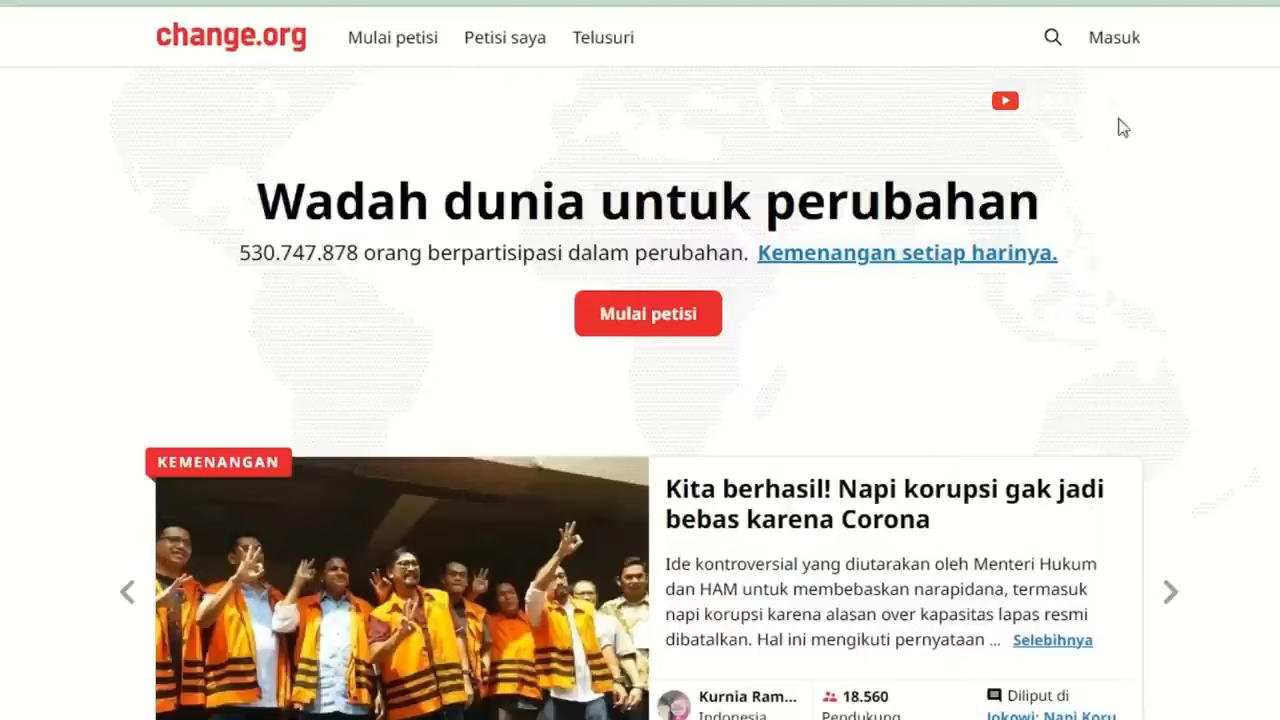 change.org
Mulai petisi
Petisi saya
Telusuri
Masuk
Wadah dunia untuk perubahan
530.747.878 orang berpartisipasi dalam perubahan. Kemenangan setiap harinya.
Mulai petisi
KEMENANGAN
Kita berhasil! Napi korupsi gak jadi
bebas karena Corona
Ide kontroversial yang diutarakan oleh Menteri Hukum
dan HAM untuk membebaskan narapidana, termasuk
napi korupsi karena alasan over kapasitas lapas resmi
dibatalkan. Hal ini mengikuti pernyataan ... Selebihnya
Kurnia Ram...
Indonesia
18.560
Pendukung
Diliput di
Jokowi: Napi Koru